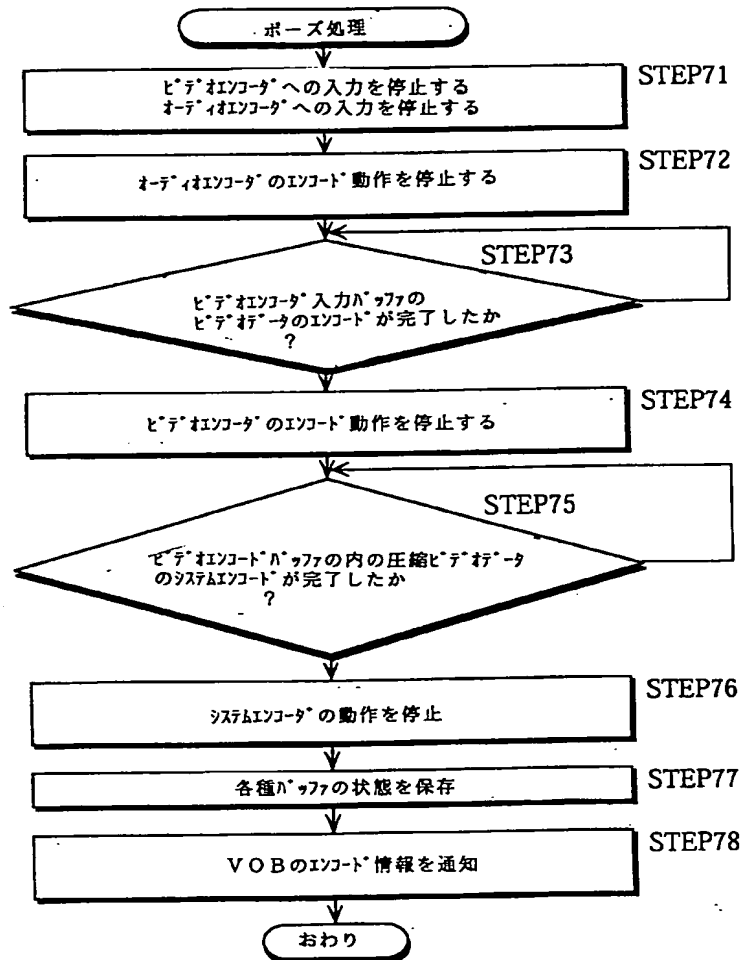 ポーズ処理
ﾋﾞﾃﾞｵｴﾝｺｰﾀﾞへの入力を停止する
ｵｰﾃﾞｨｵｴﾝｺｰﾀﾞへの入力を停止する
STEP71
ｵｰﾃﾞｨｵｴﾝｺｰﾀﾞのｴﾝｺｰﾄﾞ動作を停止する
STEP72
STEP73
ﾋﾞﾃﾞｵｴﾝｺｰﾀﾞ入力ﾊﾞｯﾌｧの
ﾋﾞﾃﾞｵﾃﾞｰﾀのｴﾝｺｰﾄﾞが完了したか
?
ﾋﾞﾃﾞｵｴﾝｺｰﾀﾞのｴﾝｺｰﾄﾞ動作を停止する
STEP74
STEP75
ﾋﾞﾃﾞｵｴﾝｺｰﾄﾞﾊﾞｯﾌｧの内の圧縮ﾋﾞﾃﾞｵﾃﾞｰﾀ
のｼｽﾃﾑｴﾝｺｰﾄﾞが完了したか
?
ｼｽﾃﾑｴﾝｺｰﾀﾞの動作を停止
STEP76
各種ﾊﾞｯﾌｧの状態を保存
STEP77
VOBのｴﾝｺｰﾄﾞ情報を通知
STEP78
おわり